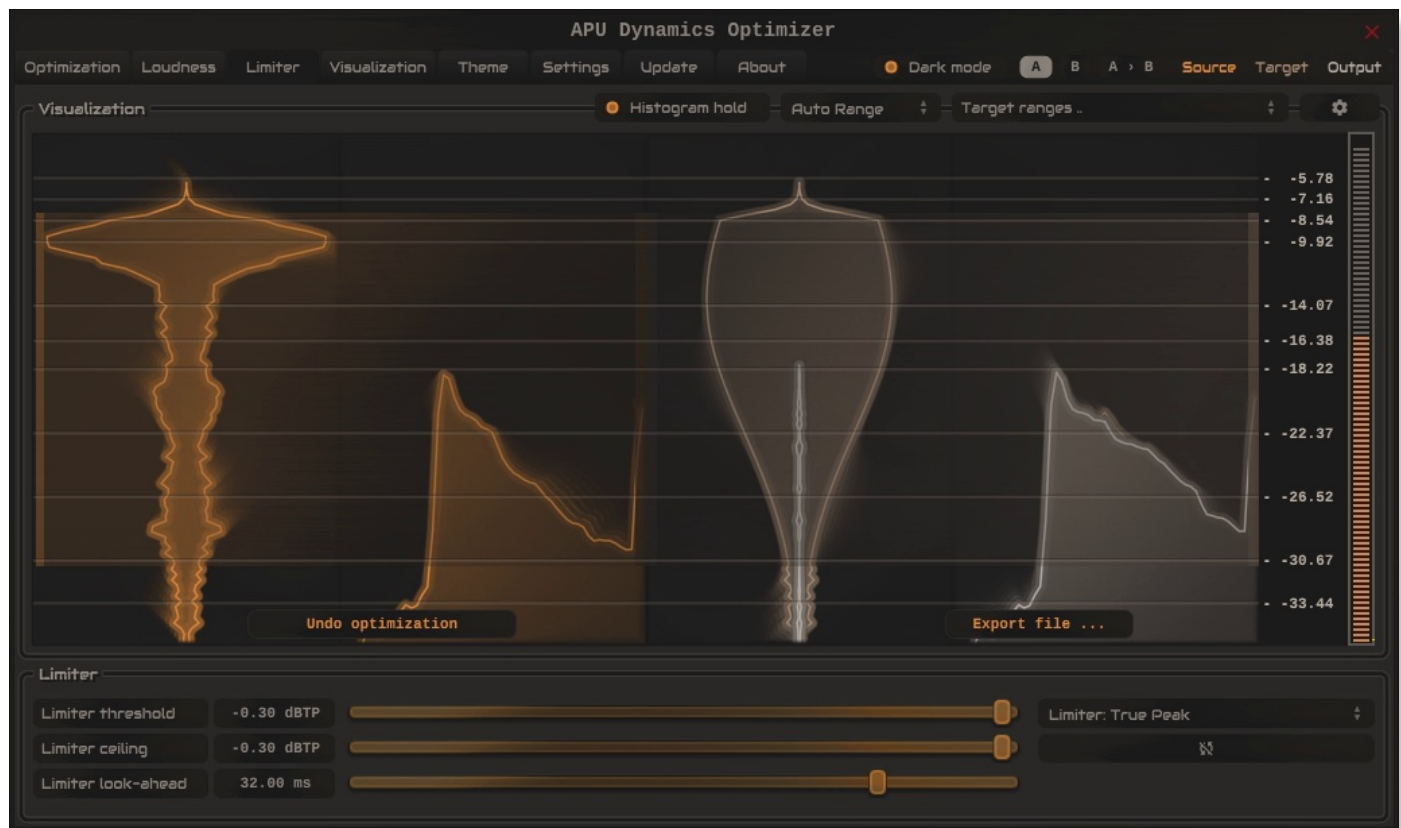 APU Dynamics Optimizer
Optimization Loudness Limiter Visualization Theme Settings Update About Dark mode A B A › B Source Target Output
Visualization Histogram hold Auto Range Target ranges ..
- -5.78
- -7.16
- -8.54
- -9.92
- -14.07
- -16.38
- -18.22
- -22.37
- -26.52
- -30.67
- -33.44
Undo optimization Export file ...
Limiter
Limiter threshold -0.30 dBTP Limiter: True Peak
Limiter ceiling -0.30 dBTP
Limiter look-ahead 32.00 ms